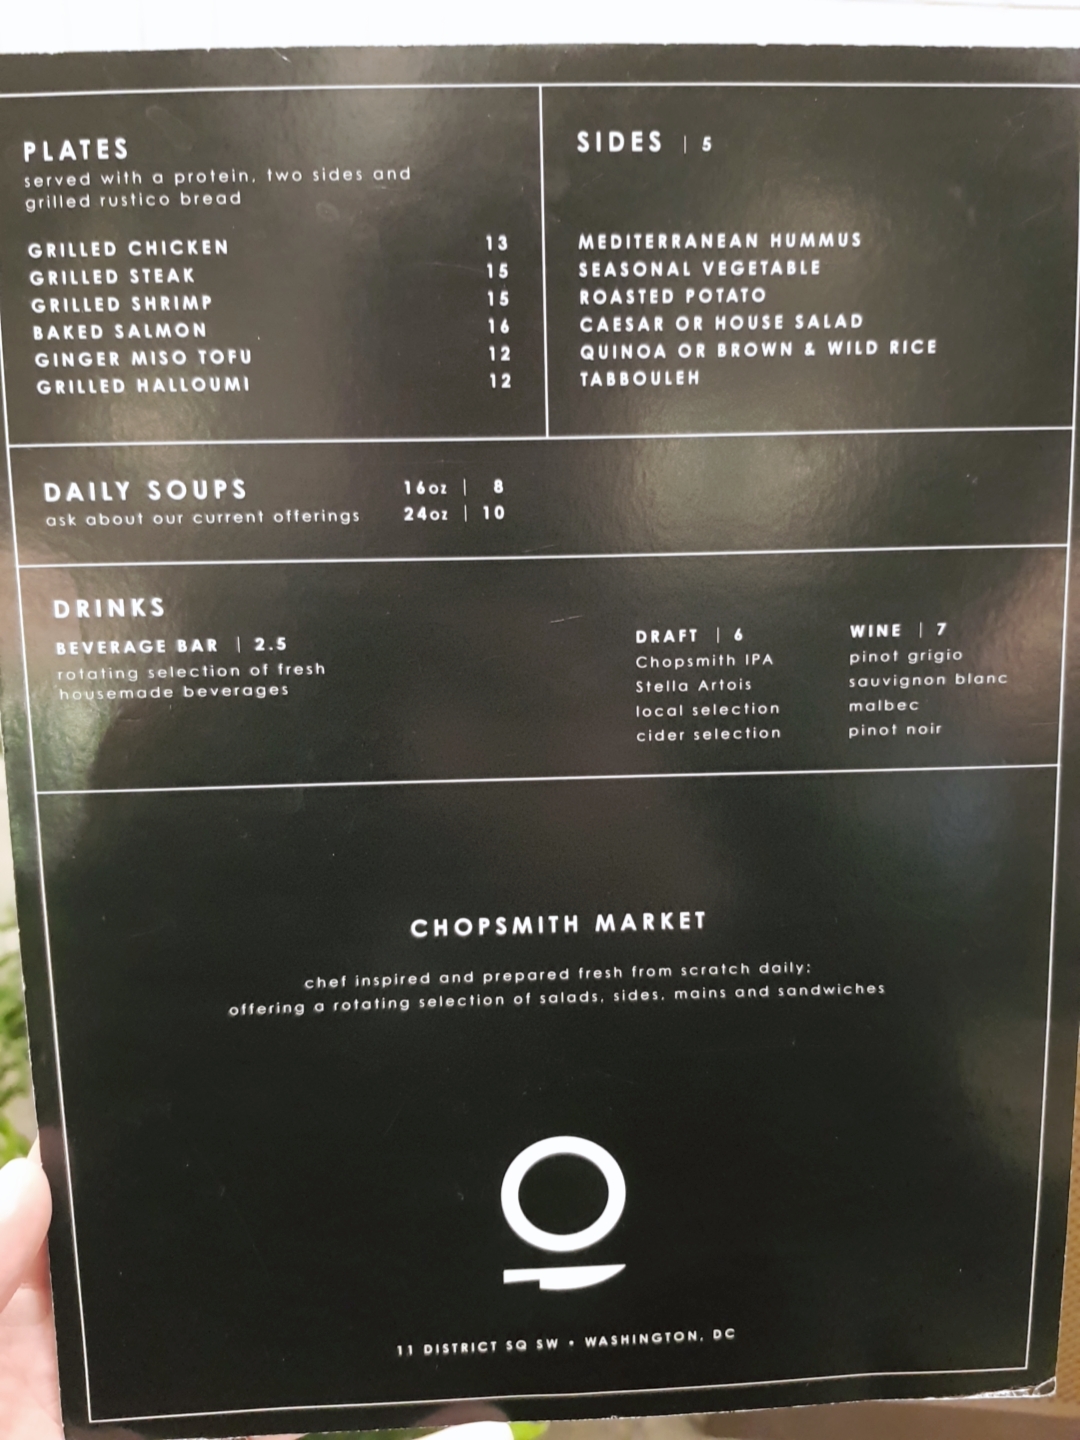 PLATES
served with a protein, two sides and
grilled rustico bread
GRILLED CHICKEN 13
GRILLED STEAK 15
GRILLED SHRIMP 15
BAKED SALMON 16
GINGER MISO TOFU 12
GRILLED HALLOUMI 12
SIDES | 5
MEDITERRANEAN HUMMUS
SEASONAL VEGETABLE
ROASTED POTATO
CAESAR OR HOUSE SALAD
QUINOA OR BROWN & WILD RICE
TABBOULEH
DAILY SOUPS 16oz | 8
ask about our current offerings 24oz | 10
DRINKS
BEVERAGE BAR | 2.5
rotating selection of fresh
housemade beverages
DRAFT | 6
Chopsmith IPA
Stella Artois
local selection
cider selection
WINE | 7
pinot grigio
sauvignon blanc
malbec
pinot noir
CHOPSMITH MARKET
chef inspired and prepared fresh from scratch daily;
offering a rotating selection of salads, sides, mains and sandwiches
11 DISTRICT SQ SW • WASHINGTON, DC